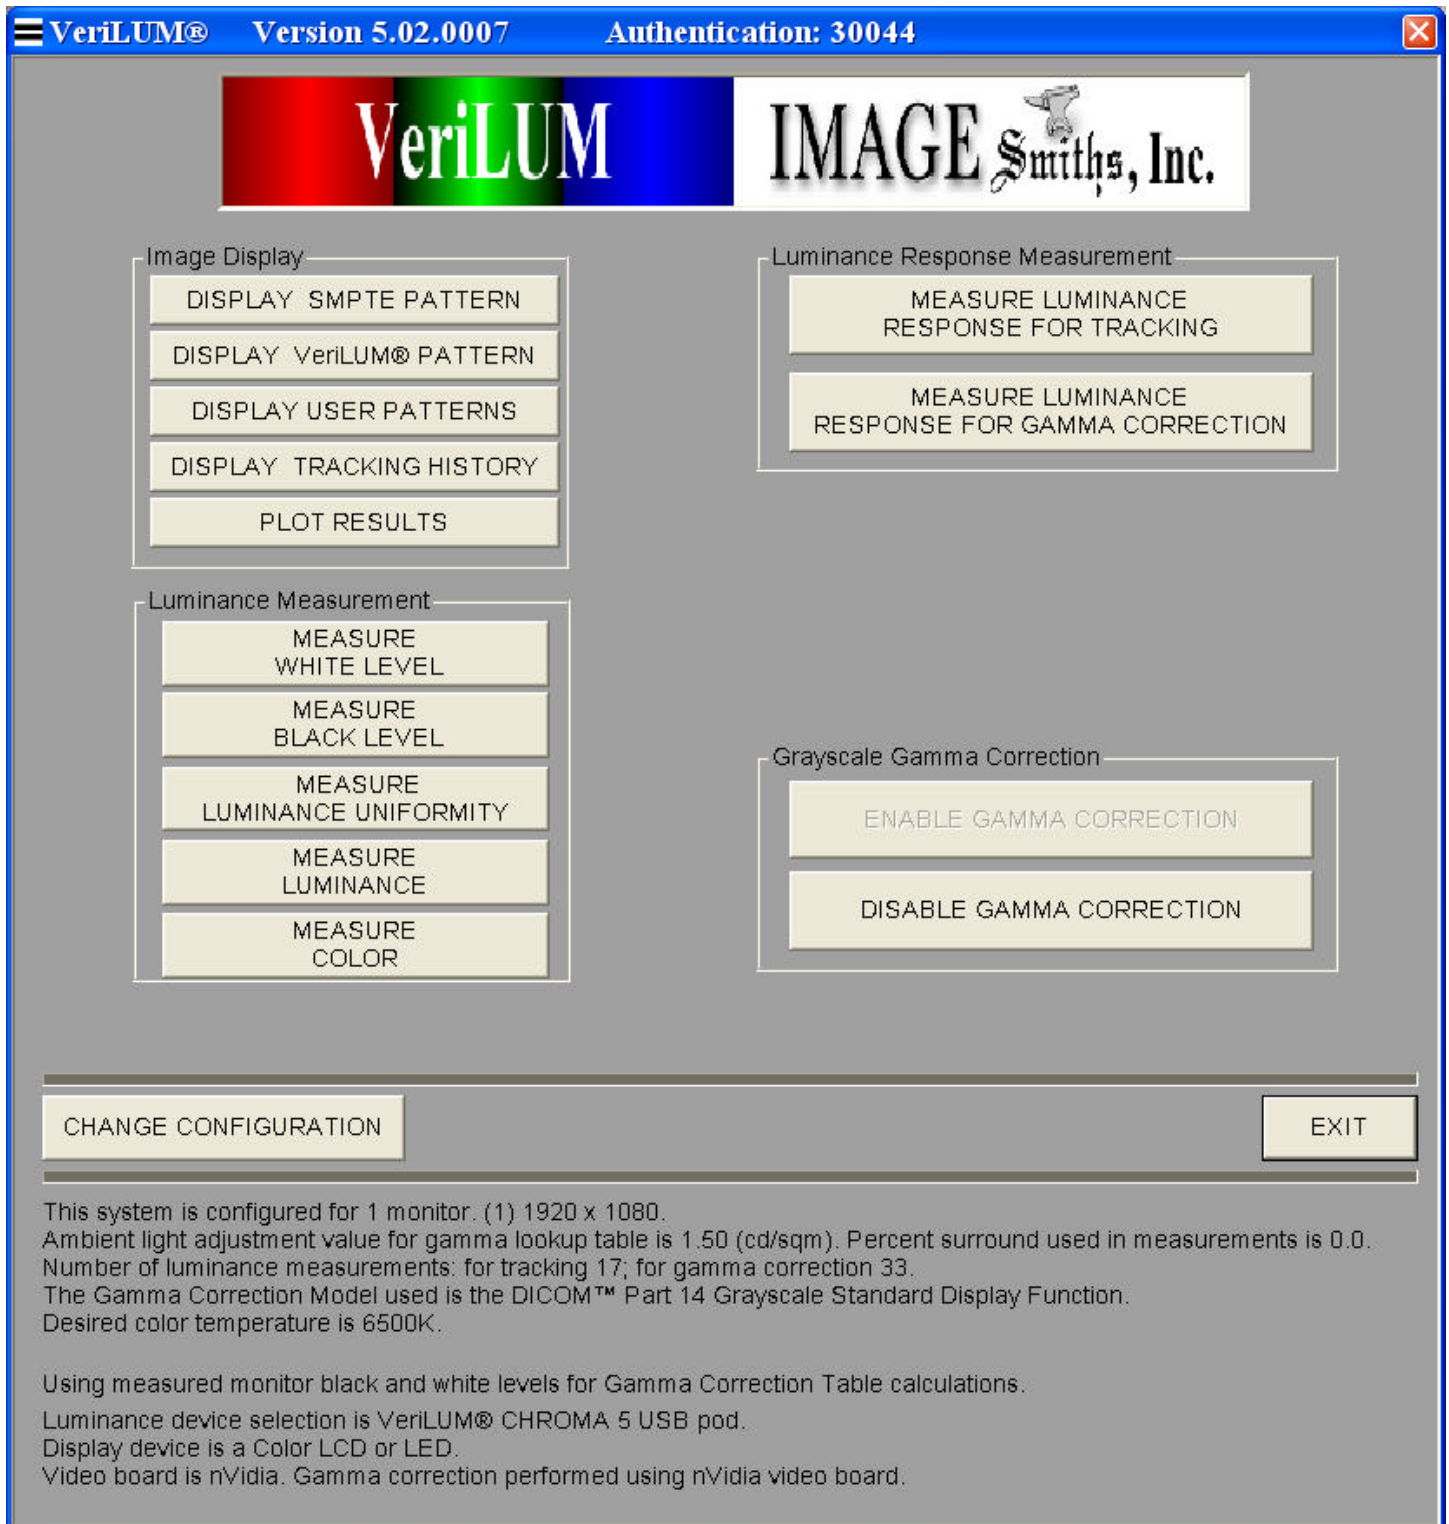 VeriLUM® Version 5.02.0007 Authentication: 30044
VeriLUM IMAGE Smiths, Inc.
Image Display
DISPLAY SMPTE PATTERN
DISPLAY VeriLUM® PATTERN
DISPLAY USER PATTERNS
DISPLAY TRACKING HISTORY
PLOT RESULTS
Luminance Response Measurement
MEASURE LUMINANCE
RESPONSE FOR TRACKING
MEASURE LUMINANCE
RESPONSE FOR GAMMA CORRECTION
Luminance Measurement
MEASURE
WHITE LEVEL
MEASURE
BLACK LEVEL
MEASURE
LUMINANCE UNIFORMITY
MEASURE
LUMINANCE
MEASURE
COLOR
Grayscale Gamma Correction
ENABLE GAMMA CORRECTION
DISABLE GAMMA CORRECTION
CHANGE CONFIGURATION
EXIT
This system is configured for 1 monitor. (1) 1920 x 1080.
Ambient light adjustment value for gamma lookup table is 1.50 (cd/sqm). Percent surround used in measurements is 0.0.
Number of luminance measurements: for tracking 17; for gamma correction 33.
The Gamma Correction Model used is the DICOM™ Part 14 Grayscale Standard Display Function.
Desired color temperature is 6500K.
Using measured monitor black and white levels for Gamma Correction Table calculations.
Luminance device selection is VeriLUM® CHROMA 5 USB pod.
Display device is a Color LCD or LED.
Video board is nVidia. Gamma correction performed using nVidia video board.